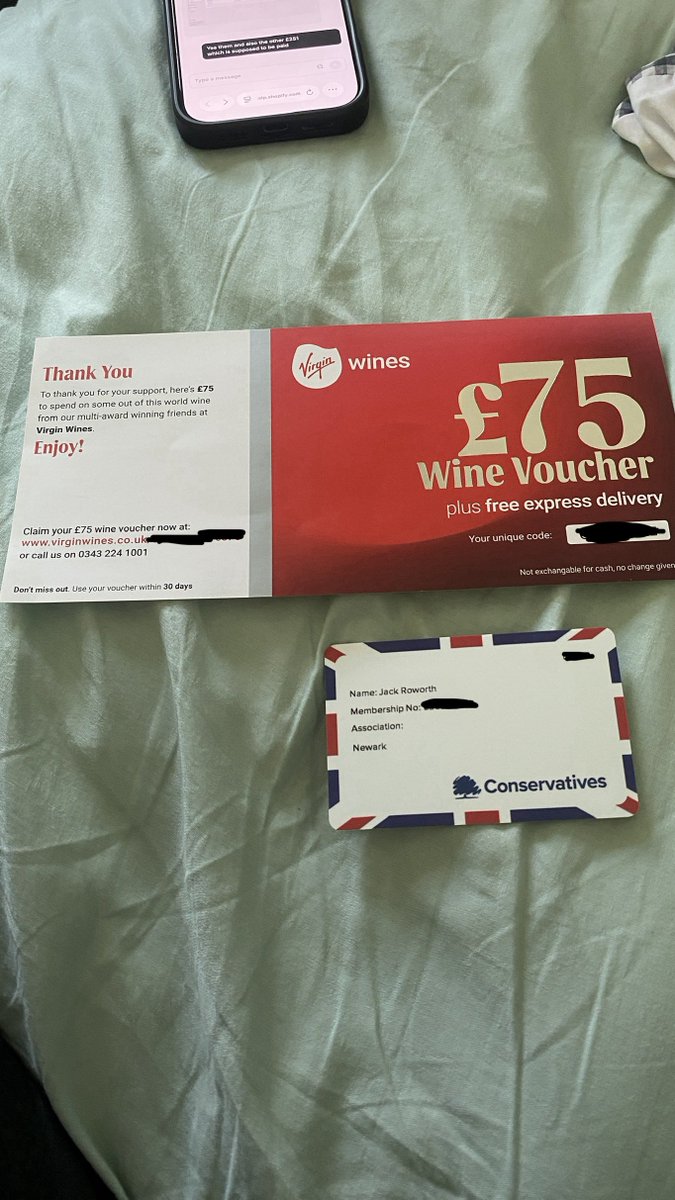 Yes them and also the other £251
which is supposed to be paid
Type a message
Thank You
To thank you for your support, here's £75
to spend on some out of this world wine
from our multi-award winning friends at
Virgin Wines.
Enjoy!
Claim your £75 wine voucher now at:
www.virginwines.co.uk
or call us on 0343 224 1001
Don't miss out. Use your voucher within 30 days
Virgin wines
£75
Wine Voucher
plus free express delivery
Your unique code:
Not exchangable for cash, no change given
Name: Jack Roworth
Membership No:
Association:
Newark
Conservatives